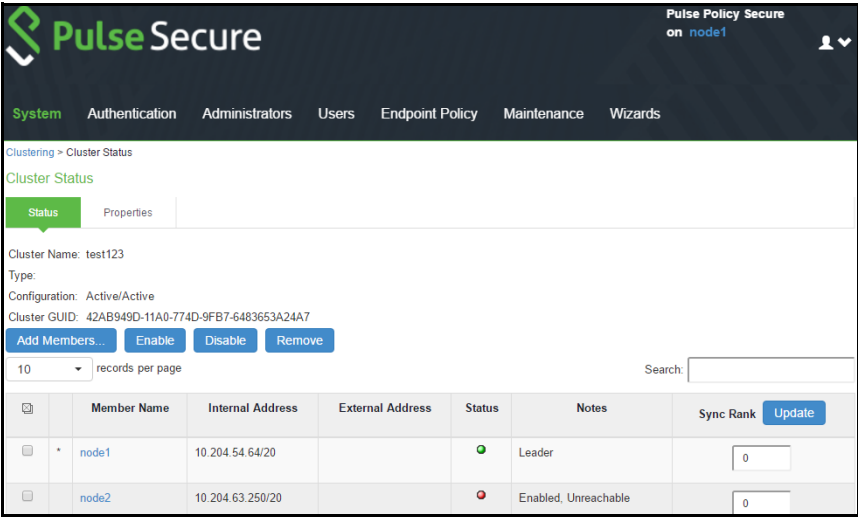 Pulse Secure
Pulse Policy Secure
on node1
System Authentication Administrators Users Endpoint Policy Maintenance Wizards
Clustering > Cluster Status
Cluster Status
Status Properties
Cluster Name: test123
Type:
Configuration: Active/Active
Cluster GUID: 42AB949D-11A0-774D-9FB7-6483653A24A7
Add Members... Enable Disable Remove
10 records per page Search:
Member Name Internal Address External Address Status Notes Sync Rank Update
* node1 10.204.54.64/20 Leader 0
node2 10.204.63.250/20 Enabled, Unreachable 0